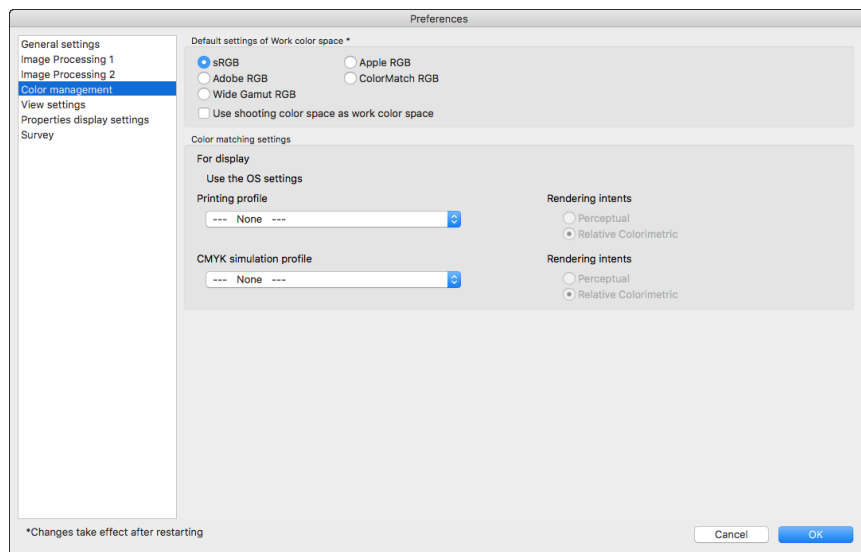 Preferences
General settings
Image Processing 1
Image Processing 2
Color management
View settings
Properties display settings
Survey
Default settings of Work color space *
sRGB
Apple RGB
Adobe RGB
ColorMatch RGB
Wide Gamut RGB
Use shooting color space as work color space
Color matching settings
For display
Use the OS settings
Printing profile
Rendering intents
--- None ---
Perceptual
Relative Colorimetric
CMYK simulation profile
Rendering intents
--- None ---
Perceptual
Relative Colorimetric
*Changes take effect after restarting
Cancel
OK